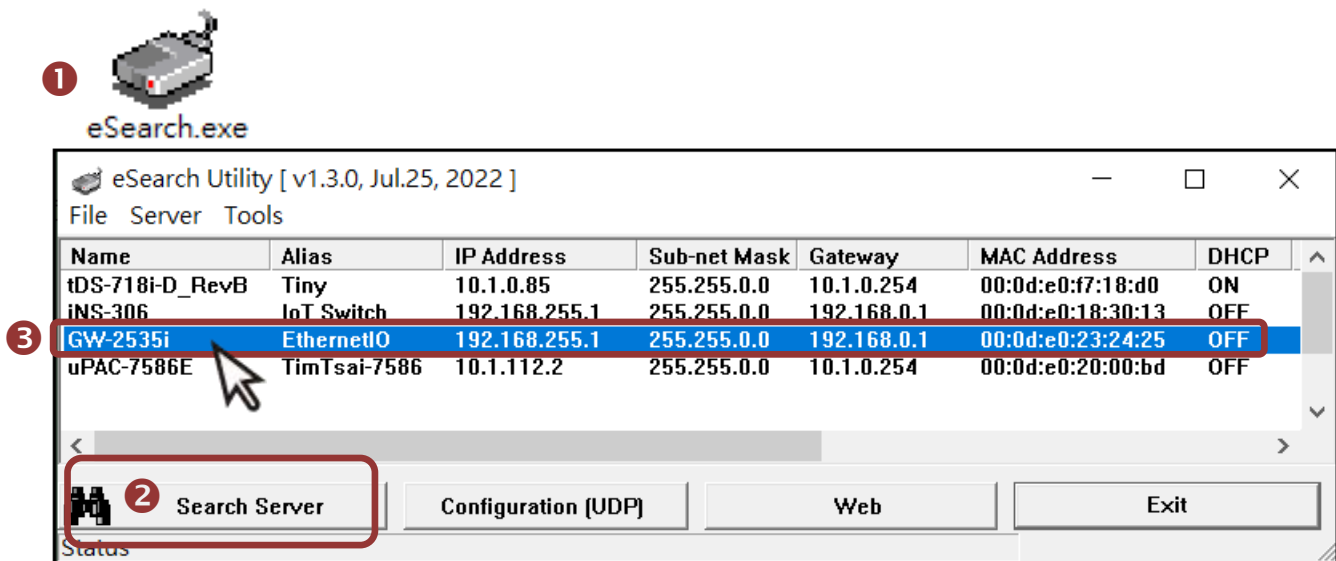 ❶
eSearch.exe
eSearch Utility [ v1.3.0, Jul.25, 2022 ]
File Server Tools
Name Alias IP Address Sub-net Mask Gateway MAC Address DHCP
tDS-718i-D_RevB Tiny 10.1.0.85 255.255.0.0 10.1.0.254 00:0d:e0:f7:18:d0 ON
iNS-306 IoT Switch 192.168.255.1 255.255.0.0 192.168.0.1 00:0d:e0:18:30:13 OFF
❸ GW-2535i EthernetIO 192.168.255.1 255.255.0.0 192.168.0.1 00:0d:e0:23:24:25 OFF
uPAC-7586E TimTsai-7586 10.1.112.2 255.255.0.0 10.1.0.254 00:0d:e0:20:00:bd OFF
❷ Search Server Configuration (UDP) Web Exit
Status